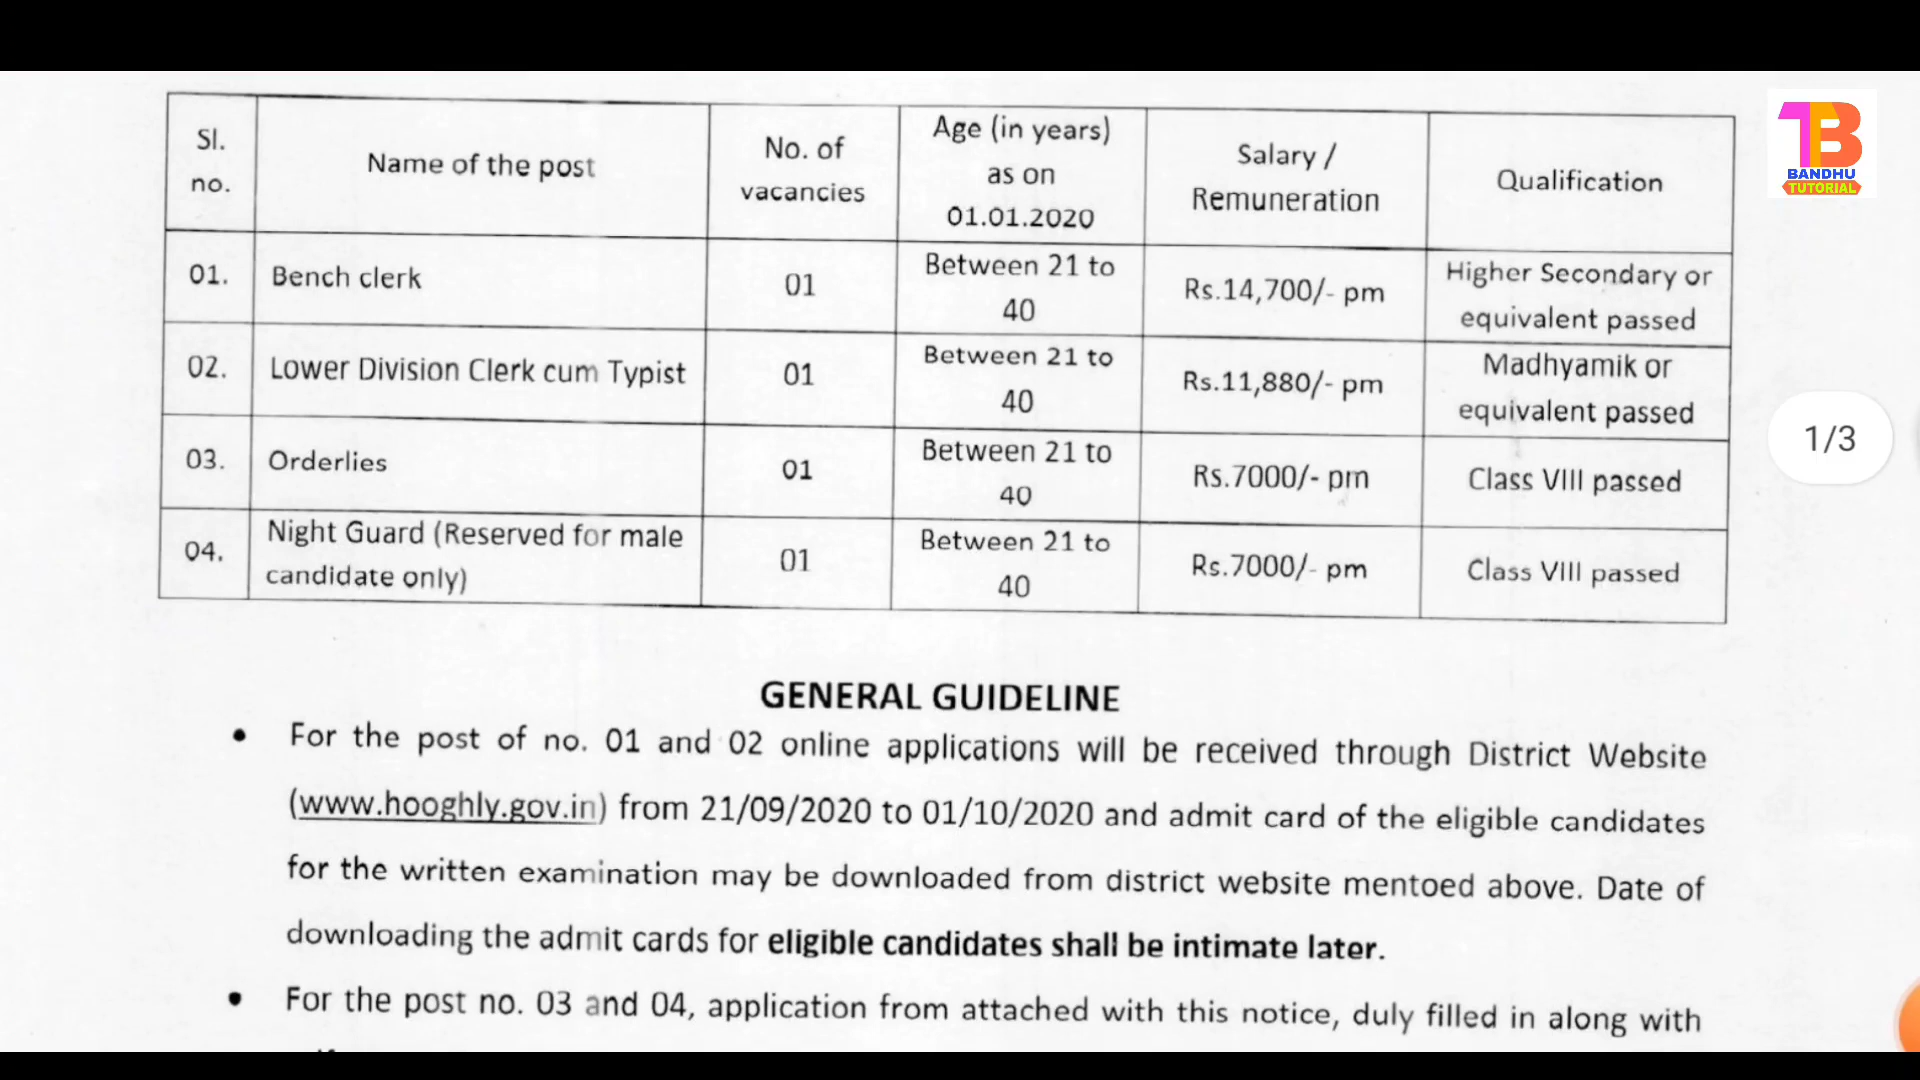 Sl. no.
Name of the post
No. of vacancies
Age (in years) as on 01.01.2020
Salary / Remuneration
Qualification
01.
Bench clerk
01
Between 21 to 40
Rs.14,700/- pm
Higher Secondary or equivalent passed
02.
Lower Division Clerk cum Typist
01
Between 21 to 40
Rs.11,880/- pm
Madhyamik or equivalent passed
03.
Orderlies
01
Between 21 to 40
Rs.7000/- pm
Class VIII passed
04.
Night Guard (Reserved for male candidate only)
01
Between 21 to 40
Rs.7000/- pm
Class VIII passed
TB
BANDHU
TUTORIAL
1/3
GENERAL GUIDELINE
• For the post of no. 01 and 02 online applications will be received through District Website
(www.hooghly.gov.in) from 21/09/2020 to 01/10/2020 and admit card of the eligible candidates
for the written examination may be downloaded from district website mentoed above. Date of
downloading the admit cards for eligible candidates shall be intimate later.
• For the post no. 03 and 04, application from attached with this notice, duly filled in along with